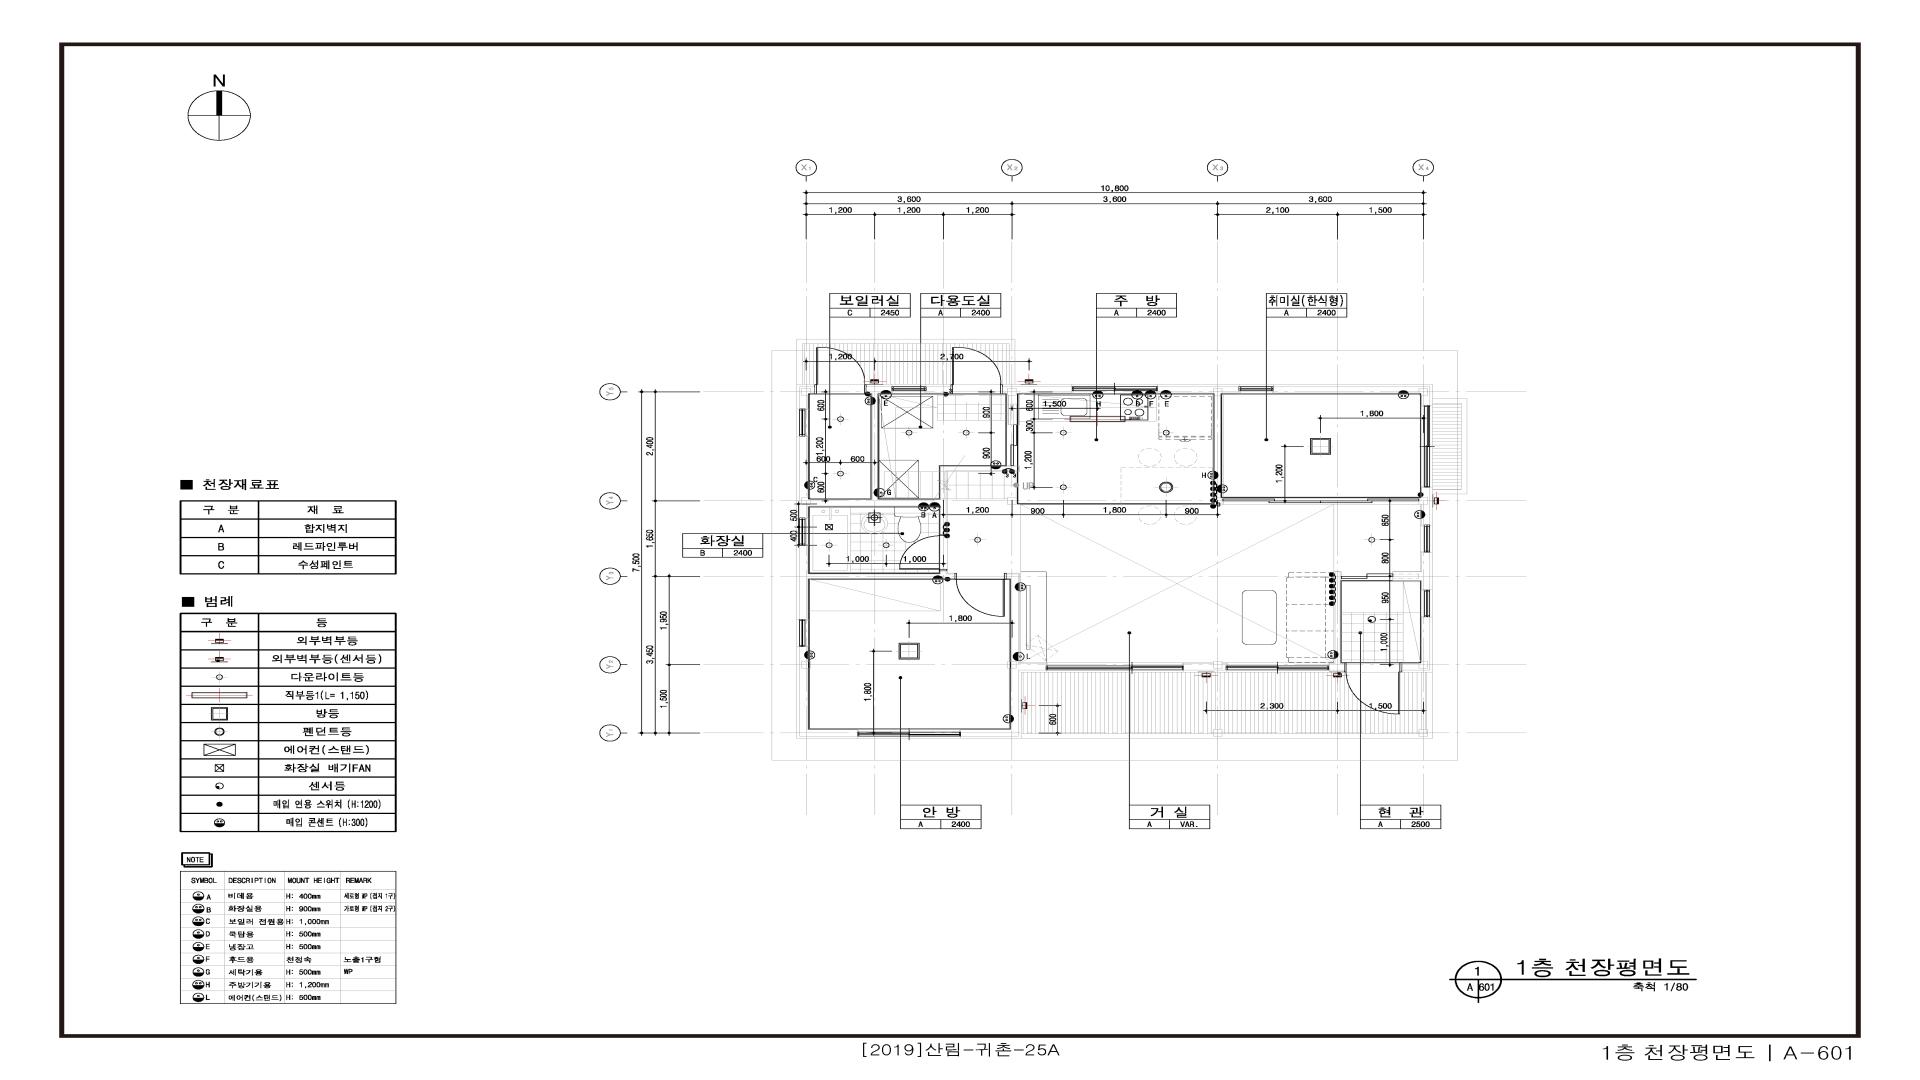 N
X1 X2 X3 X4
10,800
3,600 3,600 3,600
1,200 1,200 1,200 2,100 1,500
보일러실 다용도실 주 방 취미실(한식형)
C 2450 A 2400 A 2400 A 2400
1,200 2,700
Y5
Y4
Y3
Y2
Y1
2,400
1,650
7,500
1,950
3,450
1,500
600
1,200
600 600
600
E
G
900
900
1,500
600
300
1,200
H D F E
H
UP
1,800
1,200
500
400
B A
1,200 900 1,800 900
화장실
B 2400
1,000 1,000
650
800
950
1,000
1,800
1,800
L
600
2,300 1,500
안 방 거 실 현 관
A 2400 A VAR. A 2500
■ 천장재료표
구 분 재 료
A 합지벽지
B 레드파인루버
C 수성페인트
■ 범례
구 분 등
외부벽부등
외부벽부등(센서등)
다운라이트등
직부등1(L= 1,150)
방등
펜던트등
에어컨(스탠드)
화장실 배기FAN
센서등
매입 연용 스위치 (H:1200)
매입 콘센트 (H:300)
NOTE
SYMBOL DESCRIPTION MOUNT HEIGHT REMARK
A 비데용 H: 400mm 세로형 WP (접지 1구)
B 화장실용 H: 900mm 가로형 WP (접지 2구)
C 보일러 전원용 H: 1,000mm
D 쿡탑용 H: 500mm
E 냉장고 H: 500mm
F 후드용 천정속 노출1구형
G 세탁기용 H: 500mm WP
H 주방기기용 H: 1,200mm
L 에어컨(스탠드) H: 500mm
1
A 601
1층 천장평면도
축척 1/80
[2019]산림-귀촌-25A
1층 천장평면도 | A-601